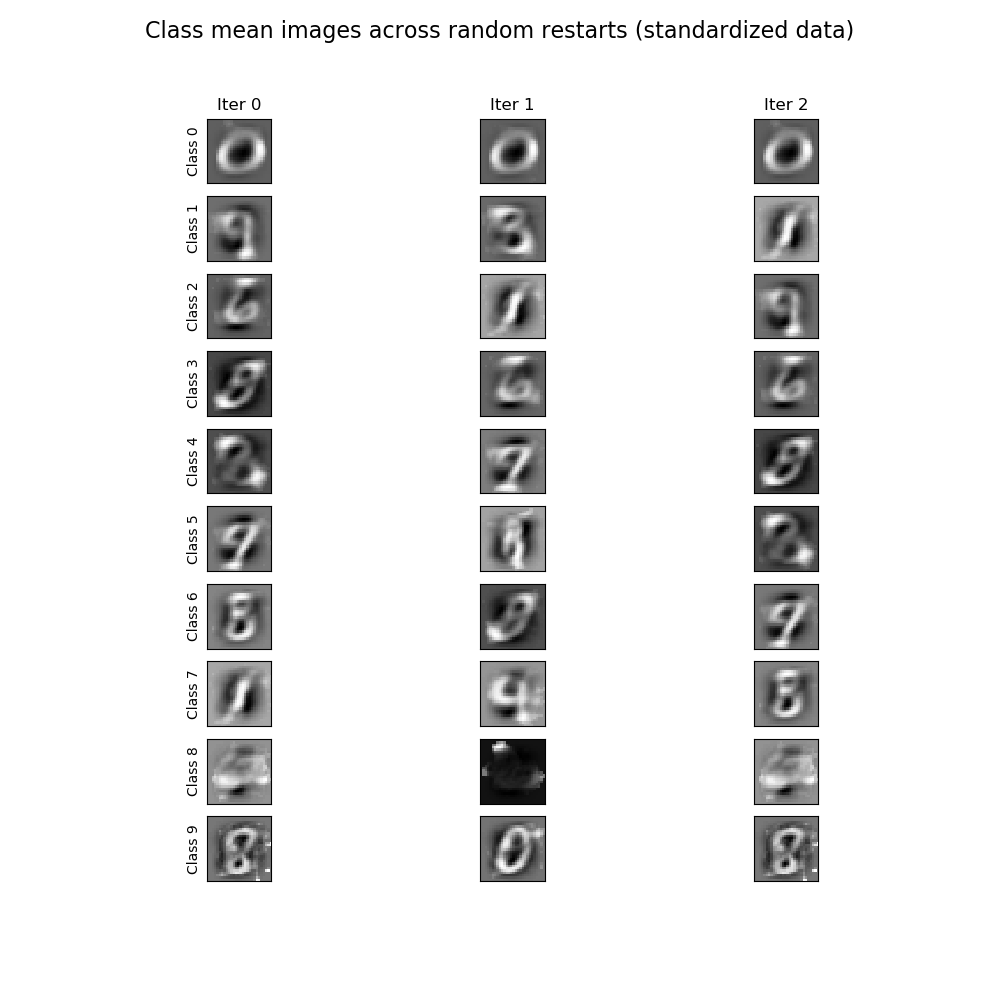 Class mean images across random restarts (standardized data)
Iter 0 Iter 1 Iter 2
Class 0
Class 1
Class 2
Class 3
Class 4
Class 5
Class 6
Class 7
Class 8
Class 9